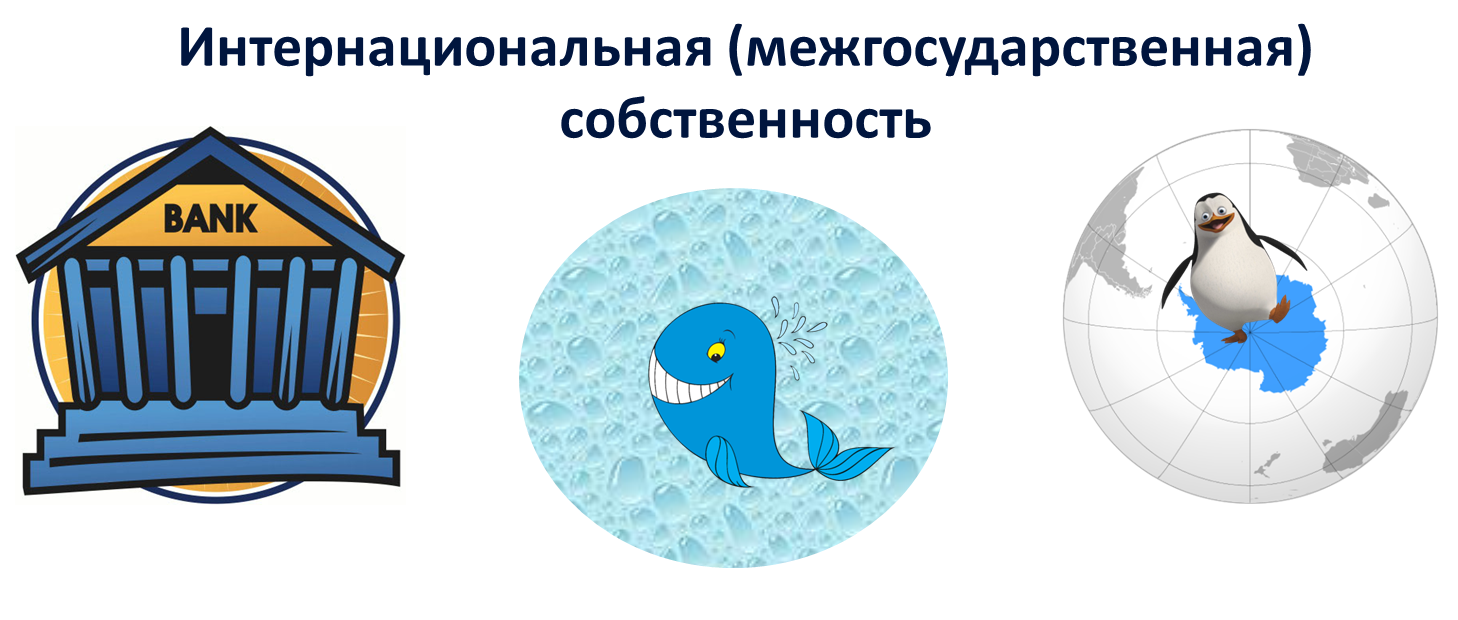 Интернациональная (межгосударственная)
собственность
BANK